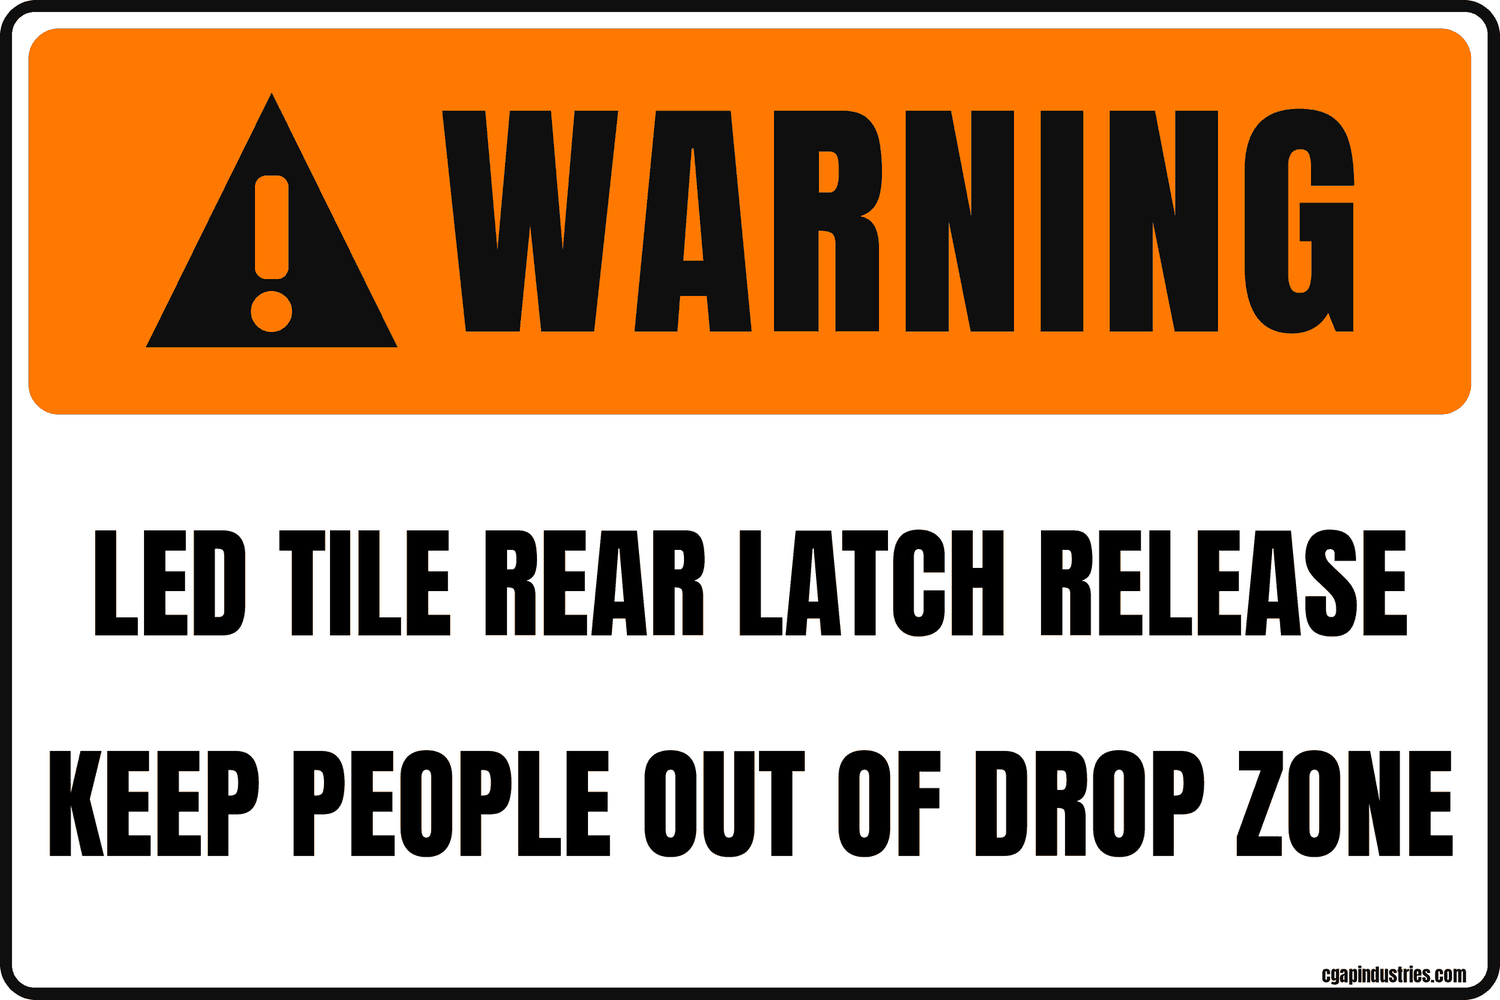 WARNING
LED TILE REAR LATCH RELEASE
KEEP PEOPLE OUT OF DROP ZONE
cgapindustries.com